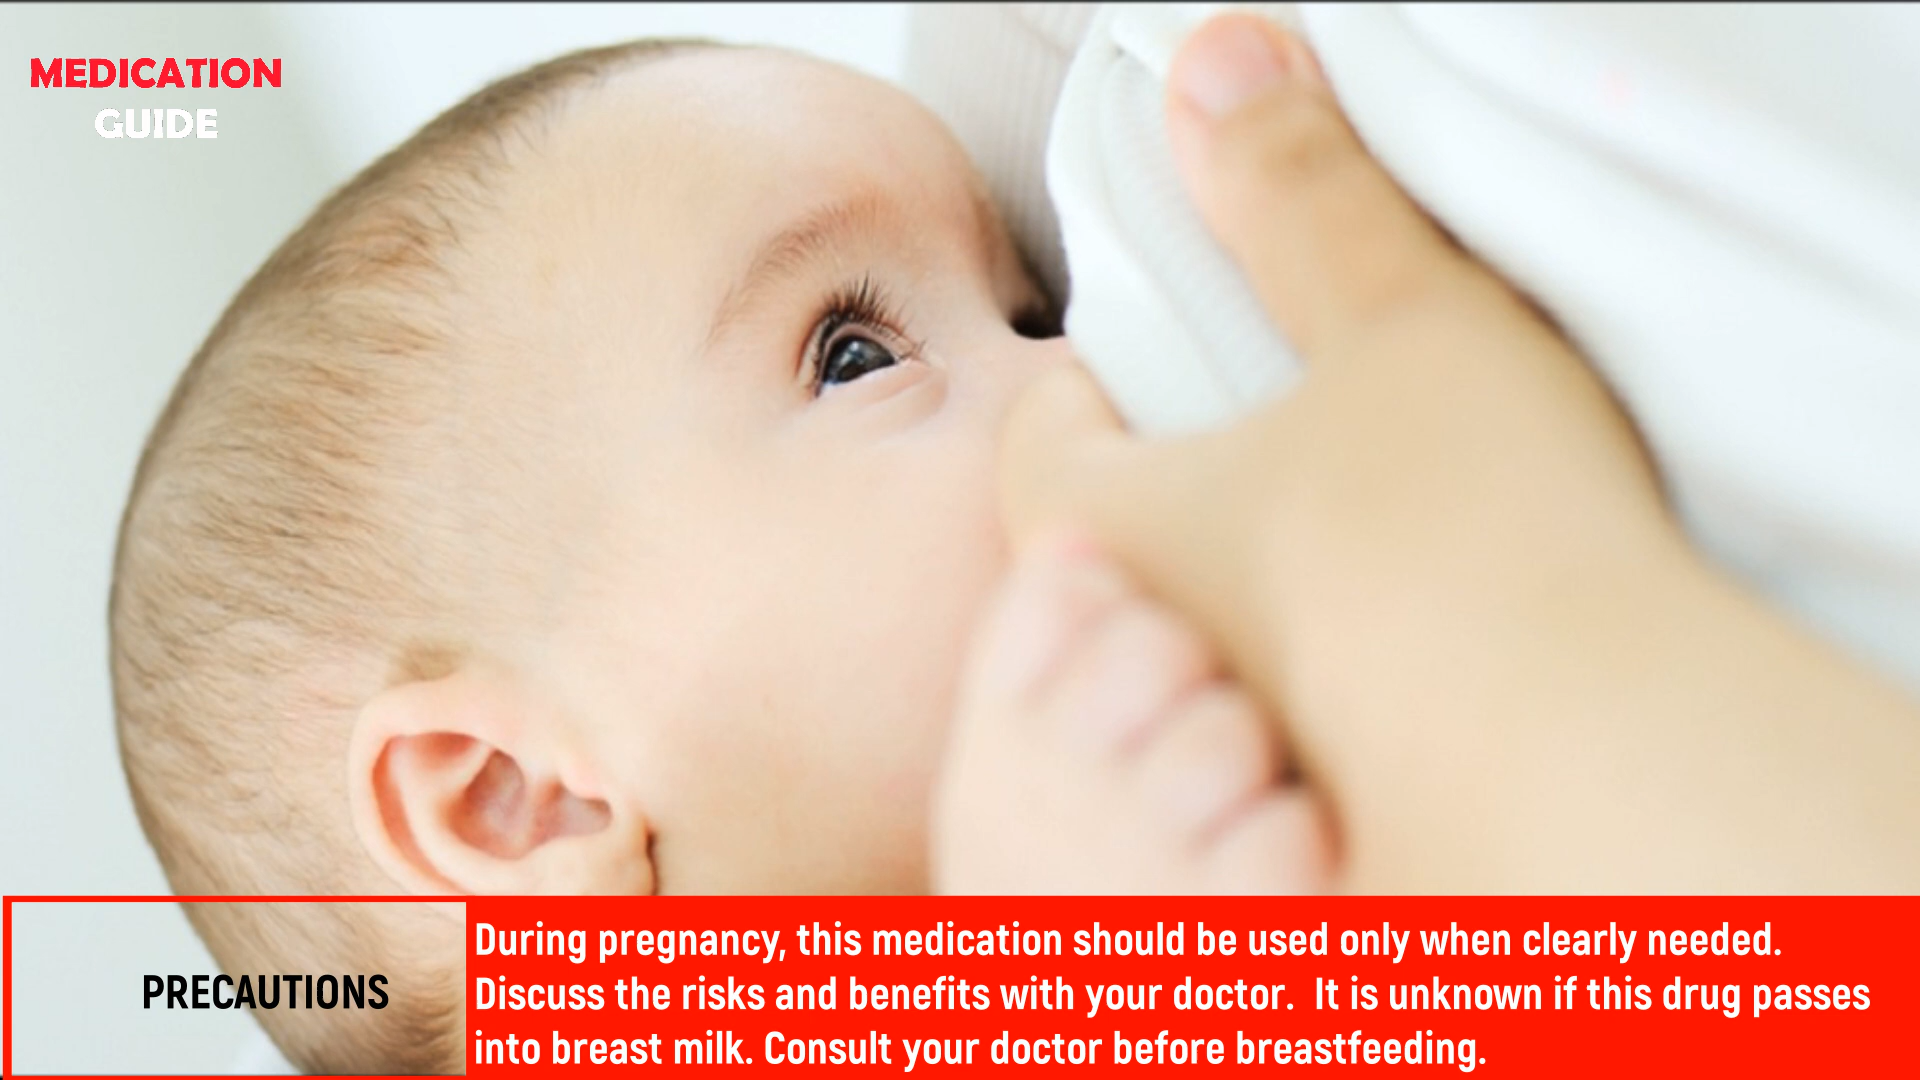 MEDICATION
GUIDE
PRECAUTIONS
During pregnancy, this medication should be used only when clearly needed.
Discuss the risks and benefits with your doctor.  It is unknown if this drug passes
into breast milk. Consult your doctor before breastfeeding.